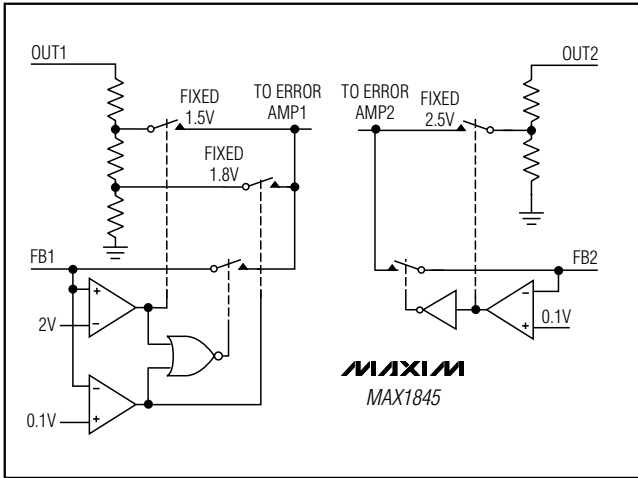 OUT1
OUT2
FIXED
1.5V
TO ERROR
AMP1
TO ERROR
AMP2
FIXED
2.5V
FIXED
1.8V
FB1
FB2
+
−
2V
−
+
0.1V
−
+
0.1V
MAXIM
MAX1845